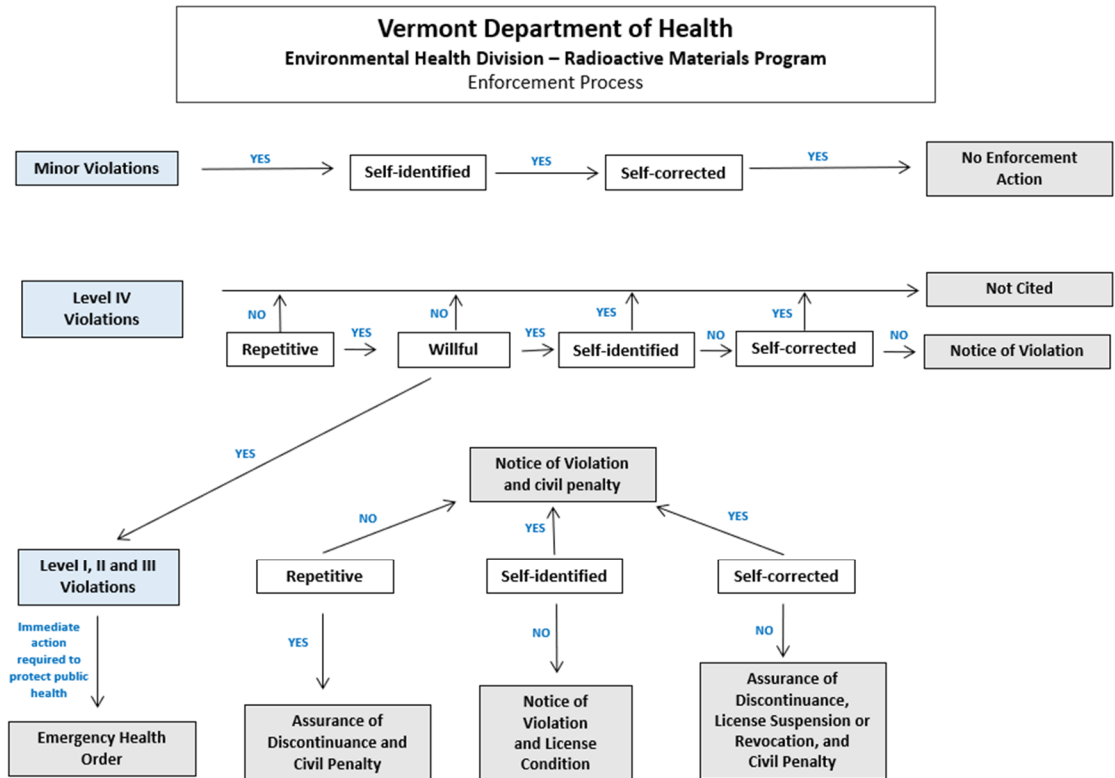 Vermont Department of Health
Environmental Health Division – Radioactive Materials Program
Enforcement Process
Minor Violations
YES
Self-identified
YES
Self-corrected
YES
No Enforcement
Action
Level IV
Violations
Not Cited
NO
NO
YES
YES
Repetitive
YES
Willful
YES
Self-identified
NO
Self-corrected
NO
Notice of Violation
YES
Notice of Violation
and civil penalty
NO
YES
YES
Level I, II and III
Violations
Repetitive
Self-identified
Self-corrected
Immediate
action
required to
protect public
health
YES
NO
NO
Emergency Health
Order
Assurance of
Discontinuance and
Civil Penalty
Notice of
Violation
and License
Condition
Assurance of
Discontinuance,
License Suspension or
Revocation, and
Civil Penalty